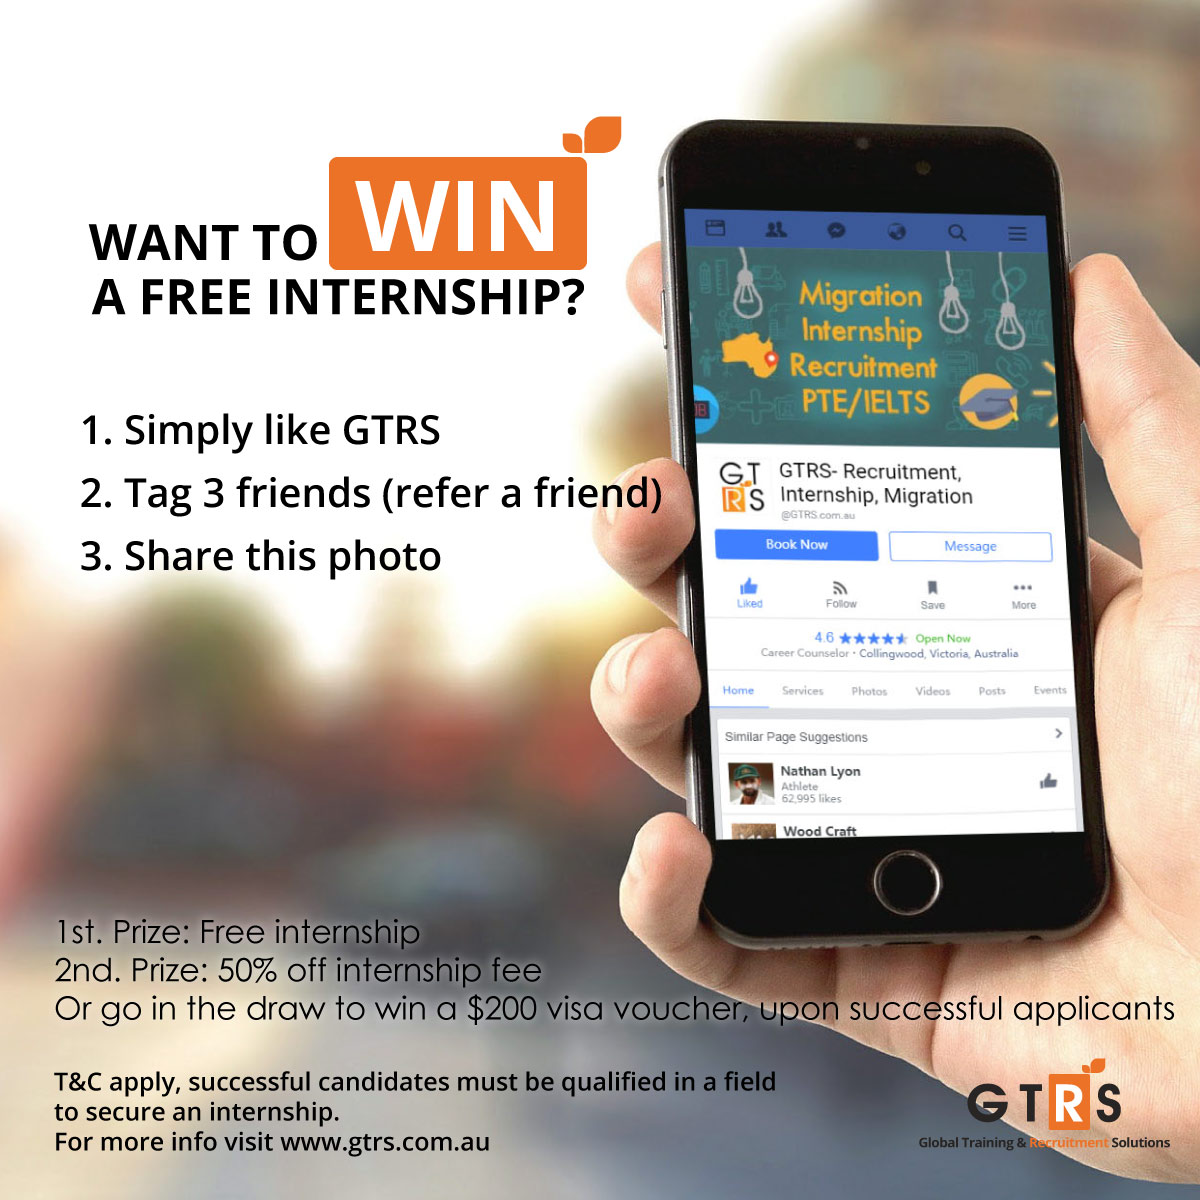 WANT TO WIN
A FREE INTERNSHIP?
1. Simply like GTRS
2. Tag 3 friends (refer a friend)
3. Share this photo
Migration
Internship
Recruitment
PTE/IELTS
GTRS
GTRS- Recruitment,
Internship, Migration
@GTRS.com.au
Book Now
Message
Liked
Follow
Save
More
4.6
Open Now
Career Counselor • Collingwood, Victoria, Australia
Home
Services
Photos
Videos
Posts
Events
Similar Page Suggestions
Nathan Lyon
Athlete
62,995 likes
Wood Craft
1st. Prize: Free internship
2nd. Prize: 50% off internship fee
Or go in the draw to win a $200 visa voucher, upon successful applicants
T&C apply, successful candidates must be qualified in a field
to secure an internship.
For more info visit www.gtrs.com.au
GTRS
Global Training & Recruitment Solutions